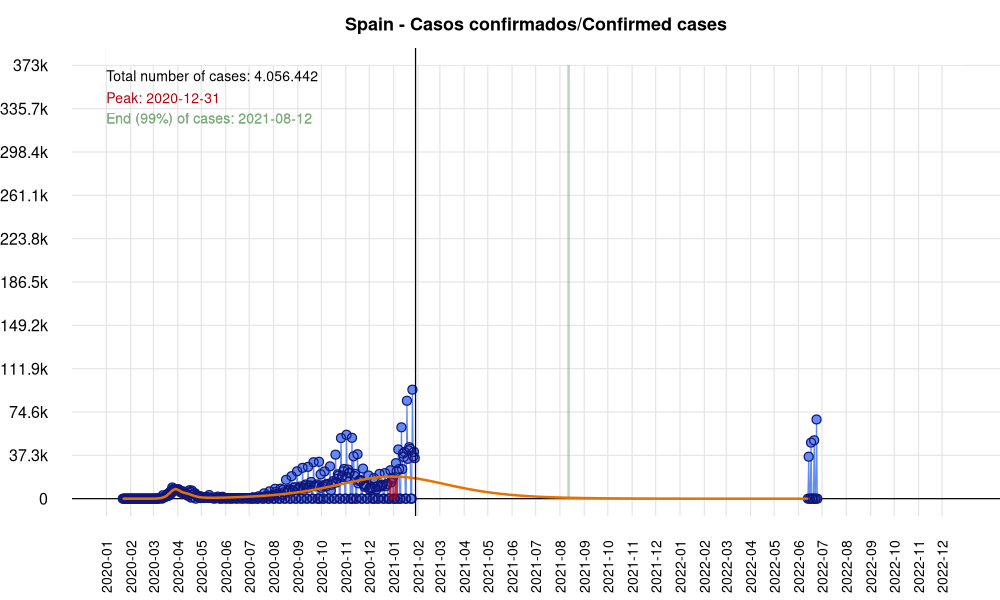 Spain - Casos confirmados/Confirmed cases
373k
335.7k
298.4k
261.1k
223.8k
186.5k
149.2k
111.9k
74.6k
37.3k
0
Total number of cases: 4.056.442
Peak: 2020-12-31
End (99%) of cases: 2021-08-12
2020-01
2020-02
2020-03
2020-04
2020-05
2020-06
2020-07
2020-08
2020-09
2020-10
2020-11
2020-12
2021-01
2021-02
2021-03
2021-04
2021-05
2021-06
2021-07
2021-08
2021-09
2021-10
2021-11
2021-12
2022-01
2022-02
2022-03
2022-04
2022-05
2022-06
2022-07
2022-08
2022-09
2022-10
2022-11
2022-12